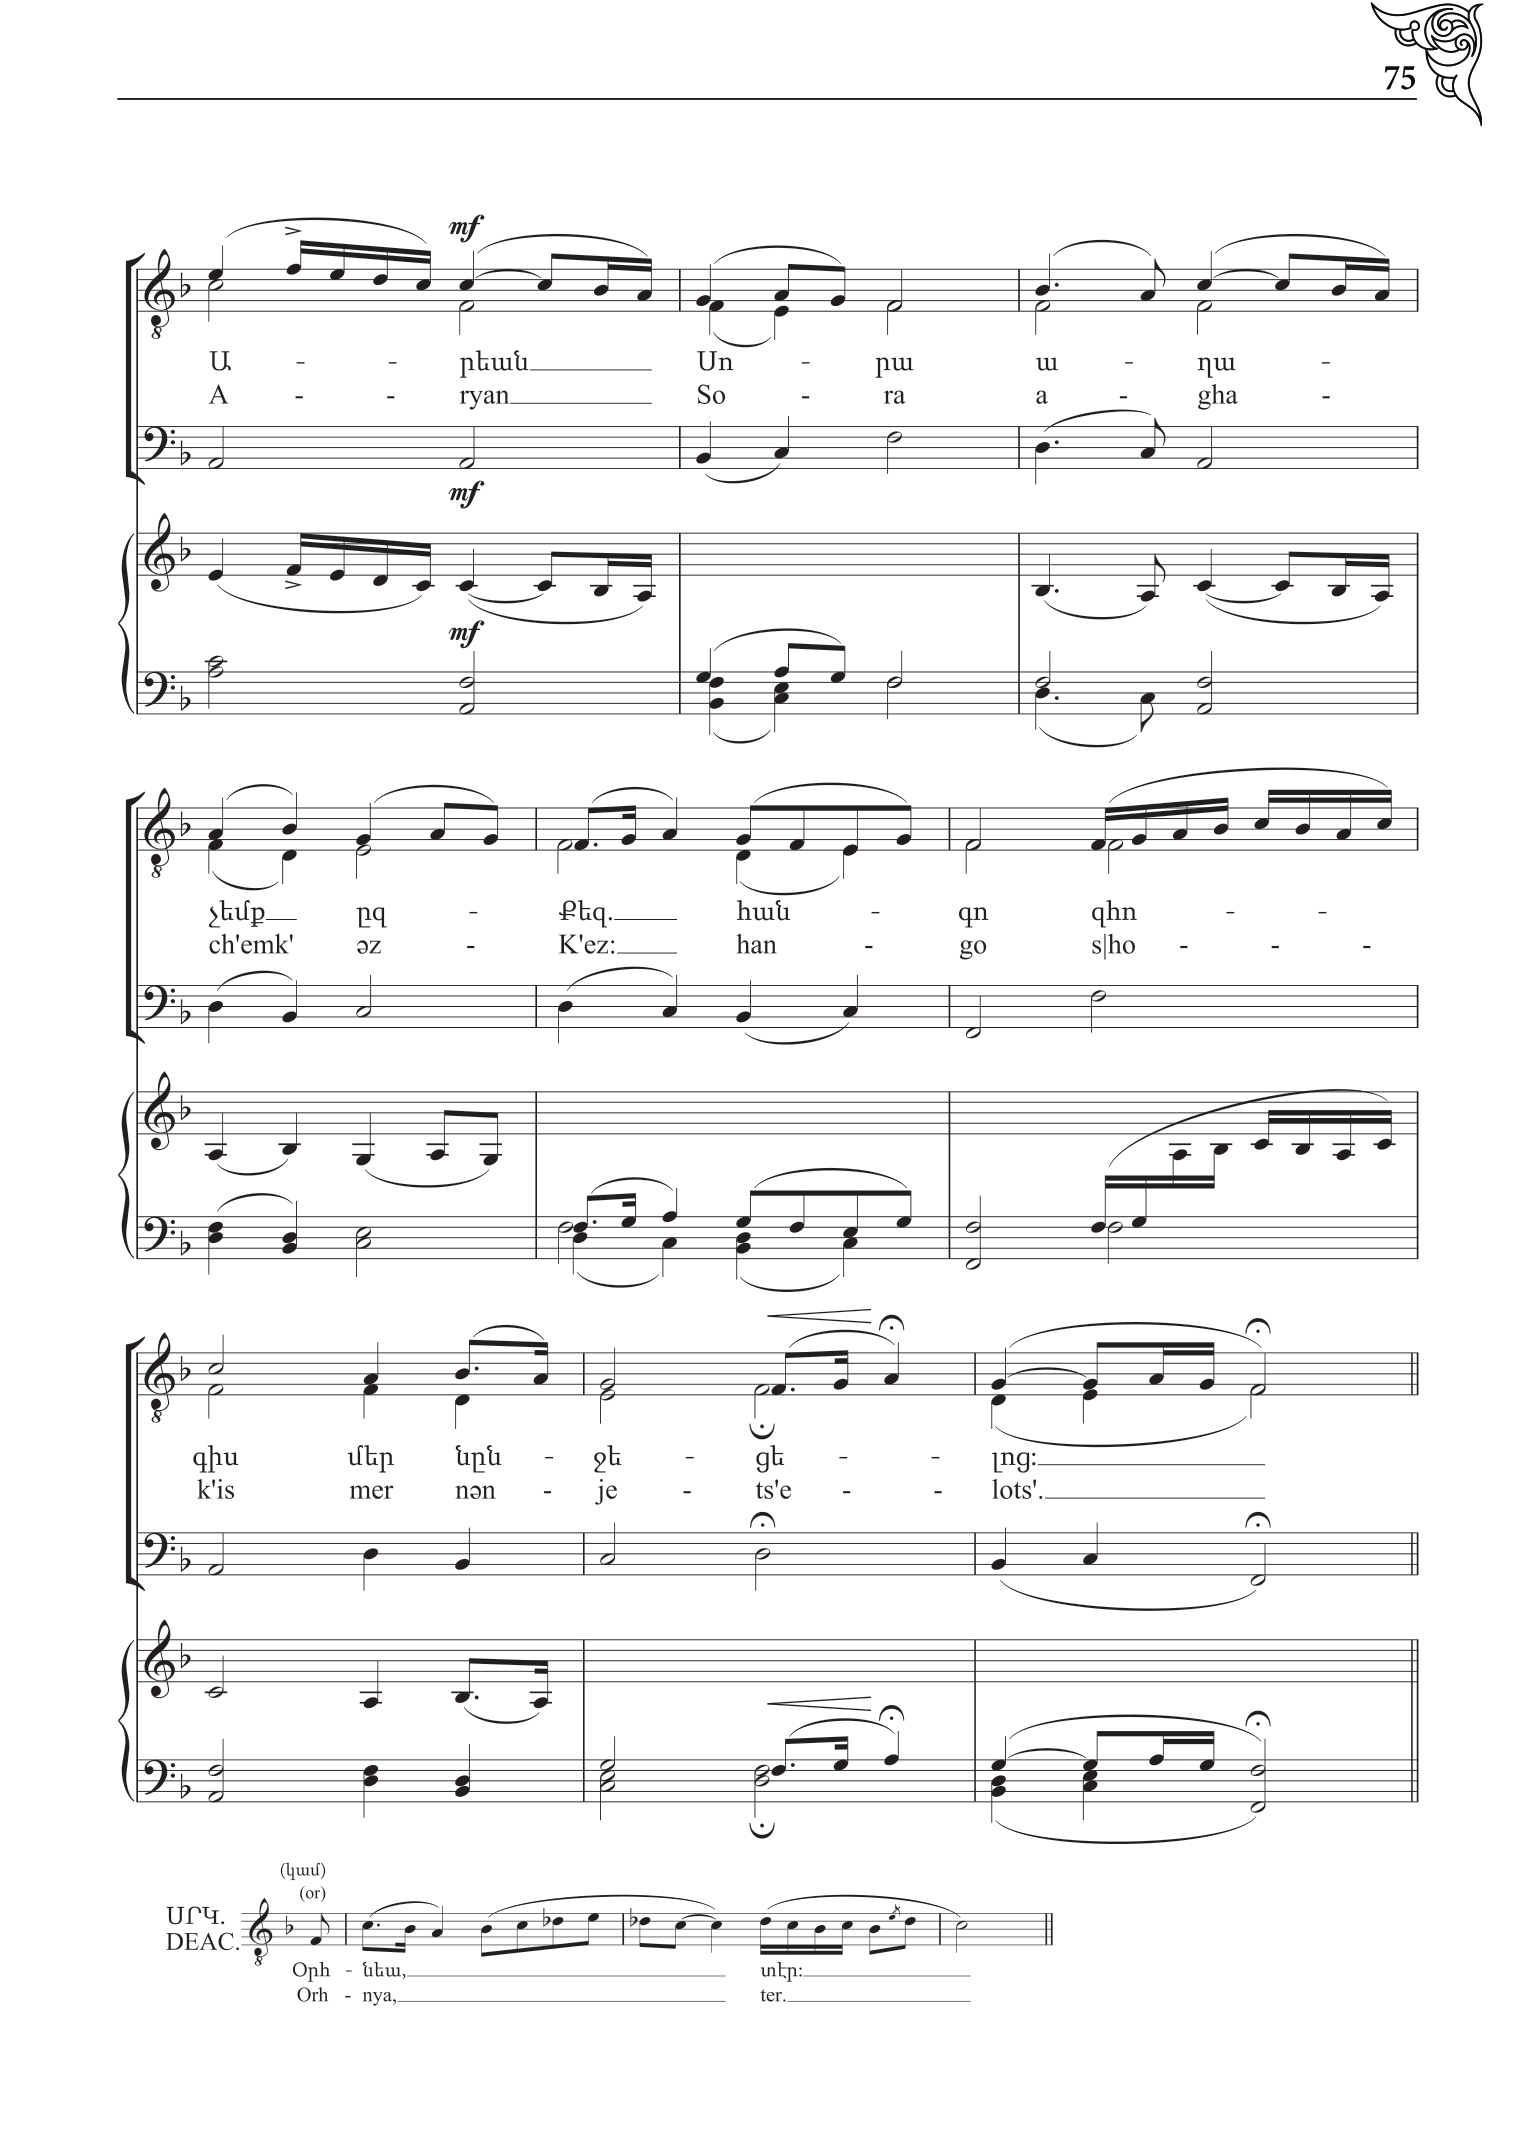 75
mf
Ա - - րեան Սո - րա ա - ղա -
A - - ryan So - ra a - gha -
mf
mf
չեմք ըզ - Քեզ. հան - գո զհո - -
ch'emk' əz - K'ez: han - go s|ho - - -
գիս մեր նըն - ջե - ցե - - լոց:
k'is mer nən - je - ts'e - - lots'.
(կամ)
(or)
ՍՐԿ.
DEAC.
Օրհ - նեա, տէր:
Orh - nya, ter.